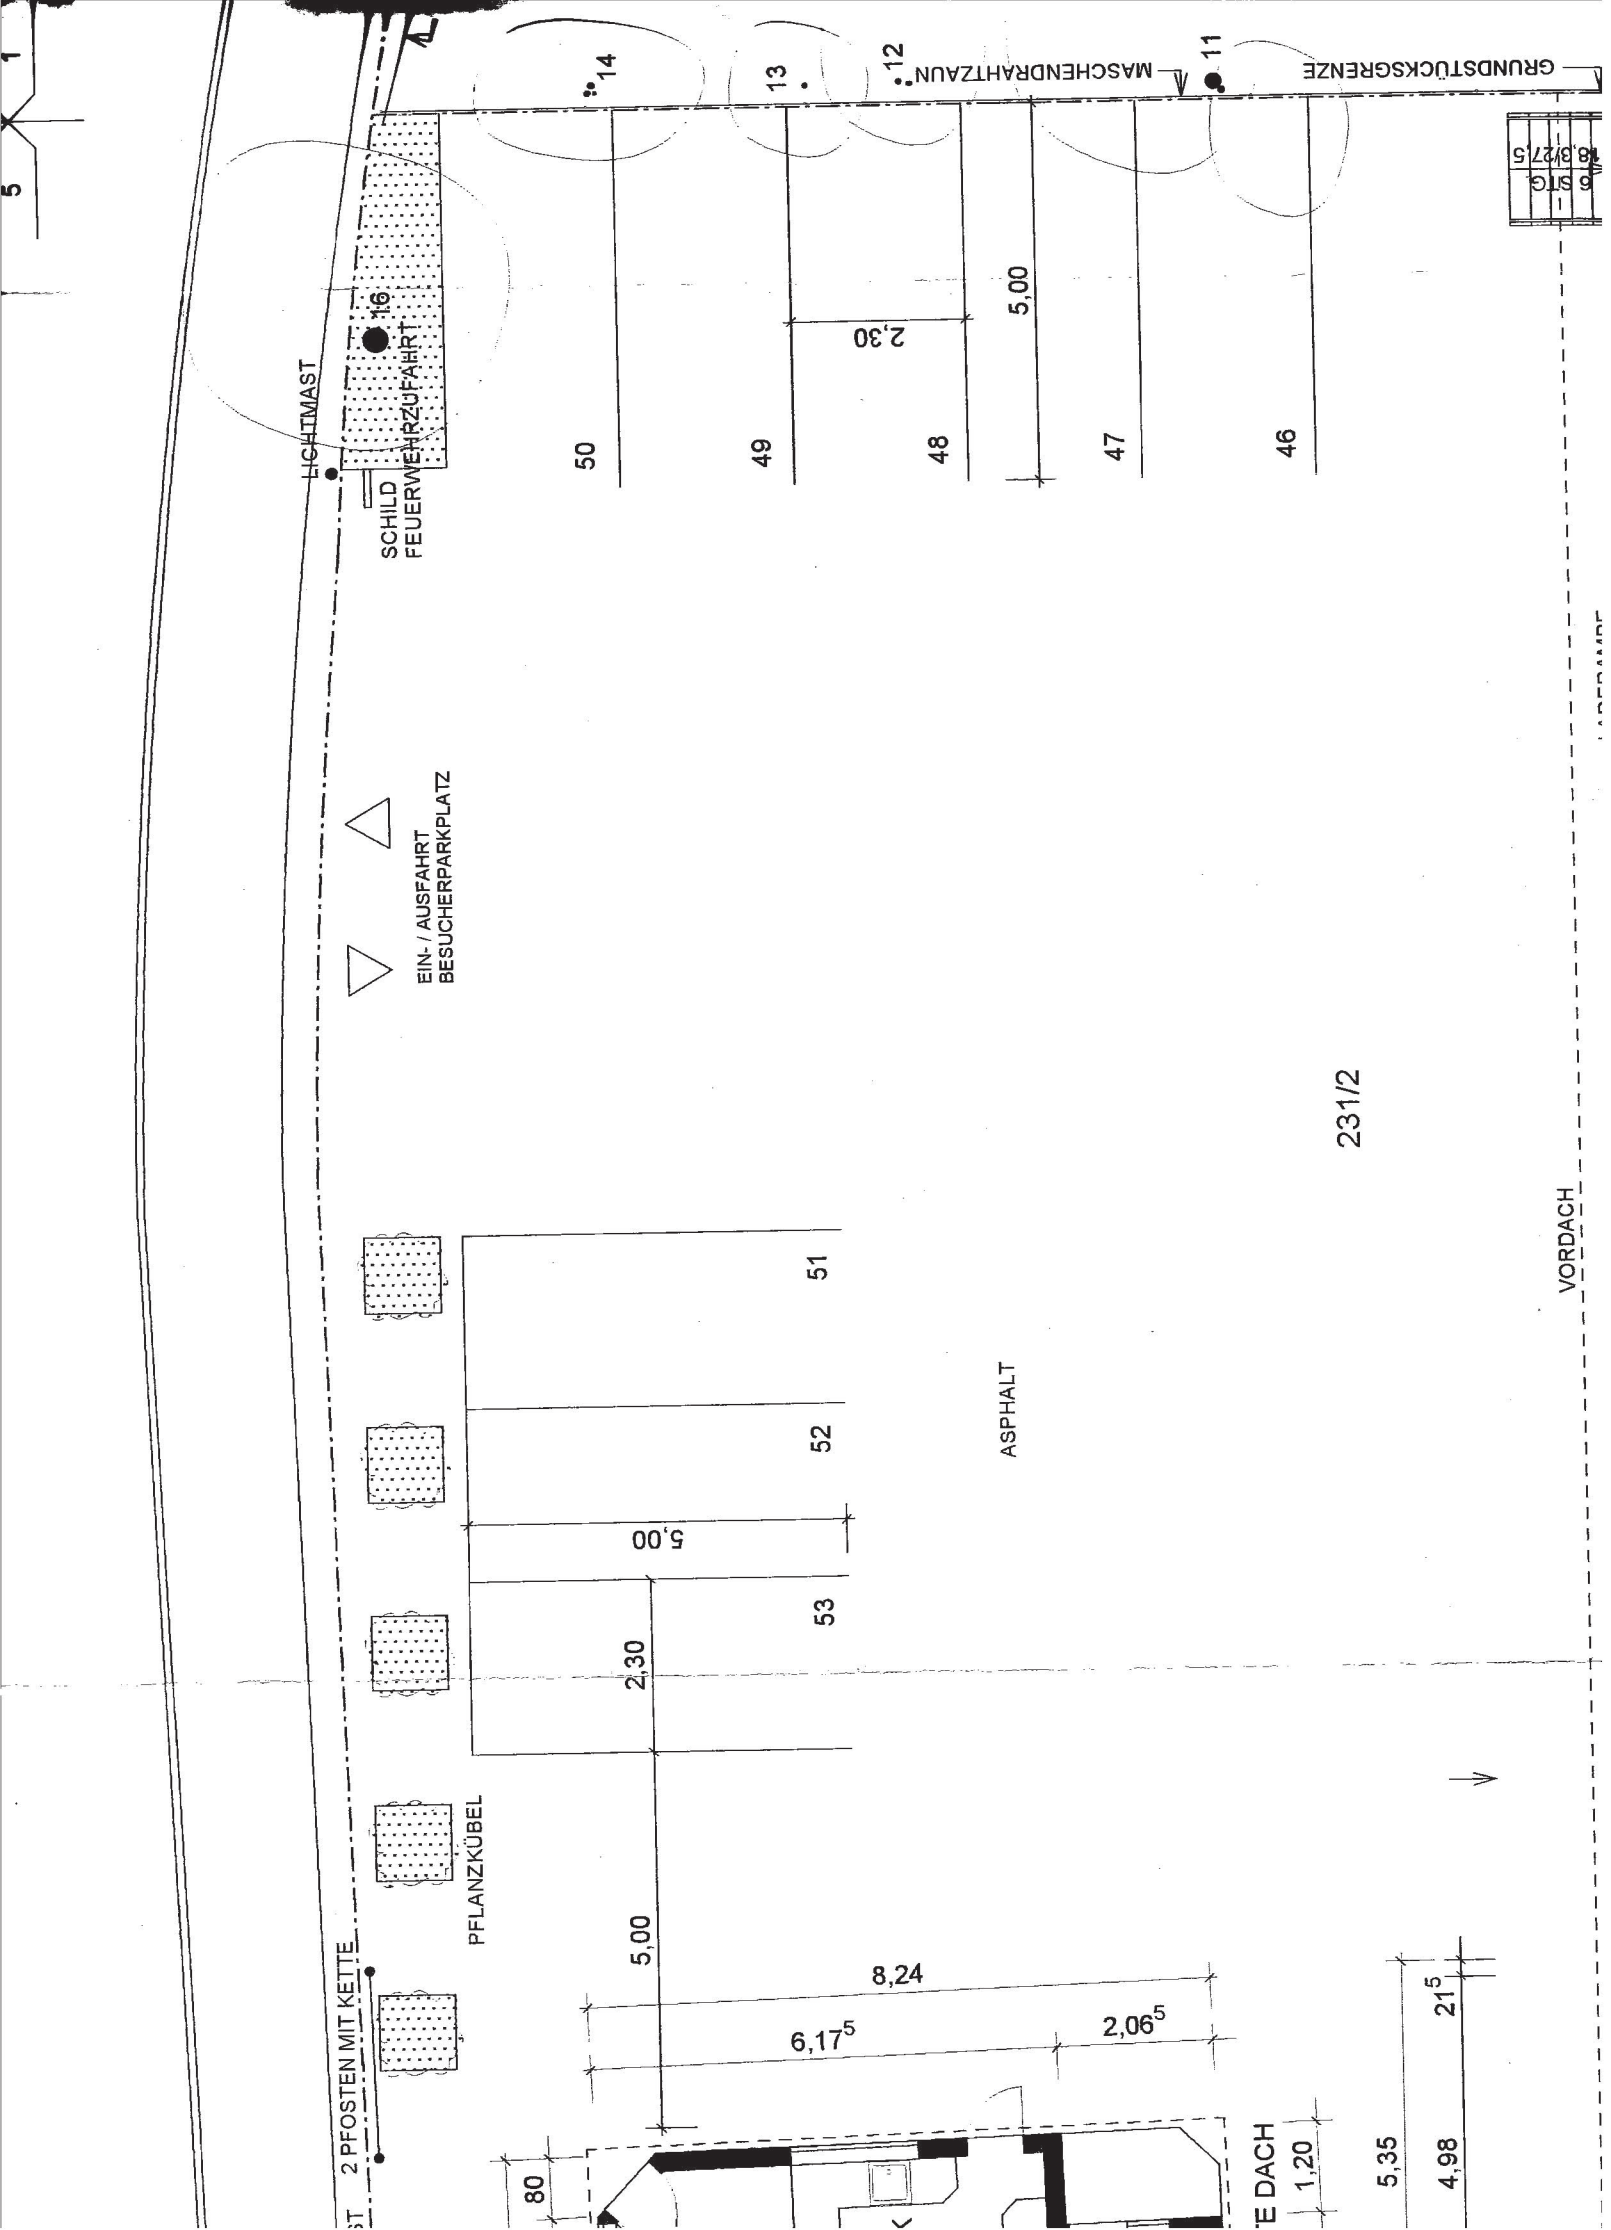 1
5
14
13
12
11
MASCHENDRAHTZAUN
GRUNDSTÜCKSGRENZE
6 STG.
18,3/27,5
16
LICHTMAST
SCHILD
FEUERWEHRZUFAHRT
50
49
48
47
46
2,30
5,00
EIN- / AUSFAHRT
BESUCHERPARKPLATZ
231/2
VORDACH
51
52
53
5,00
2,30
ASPHALT
PFLANZKÜBEL
2 PFOSTEN MIT KETTE
5,00
8,24
6,17⁵
2,06⁵
80
1,20
5,35
4,98
21⁵
TE DACH
ST
K